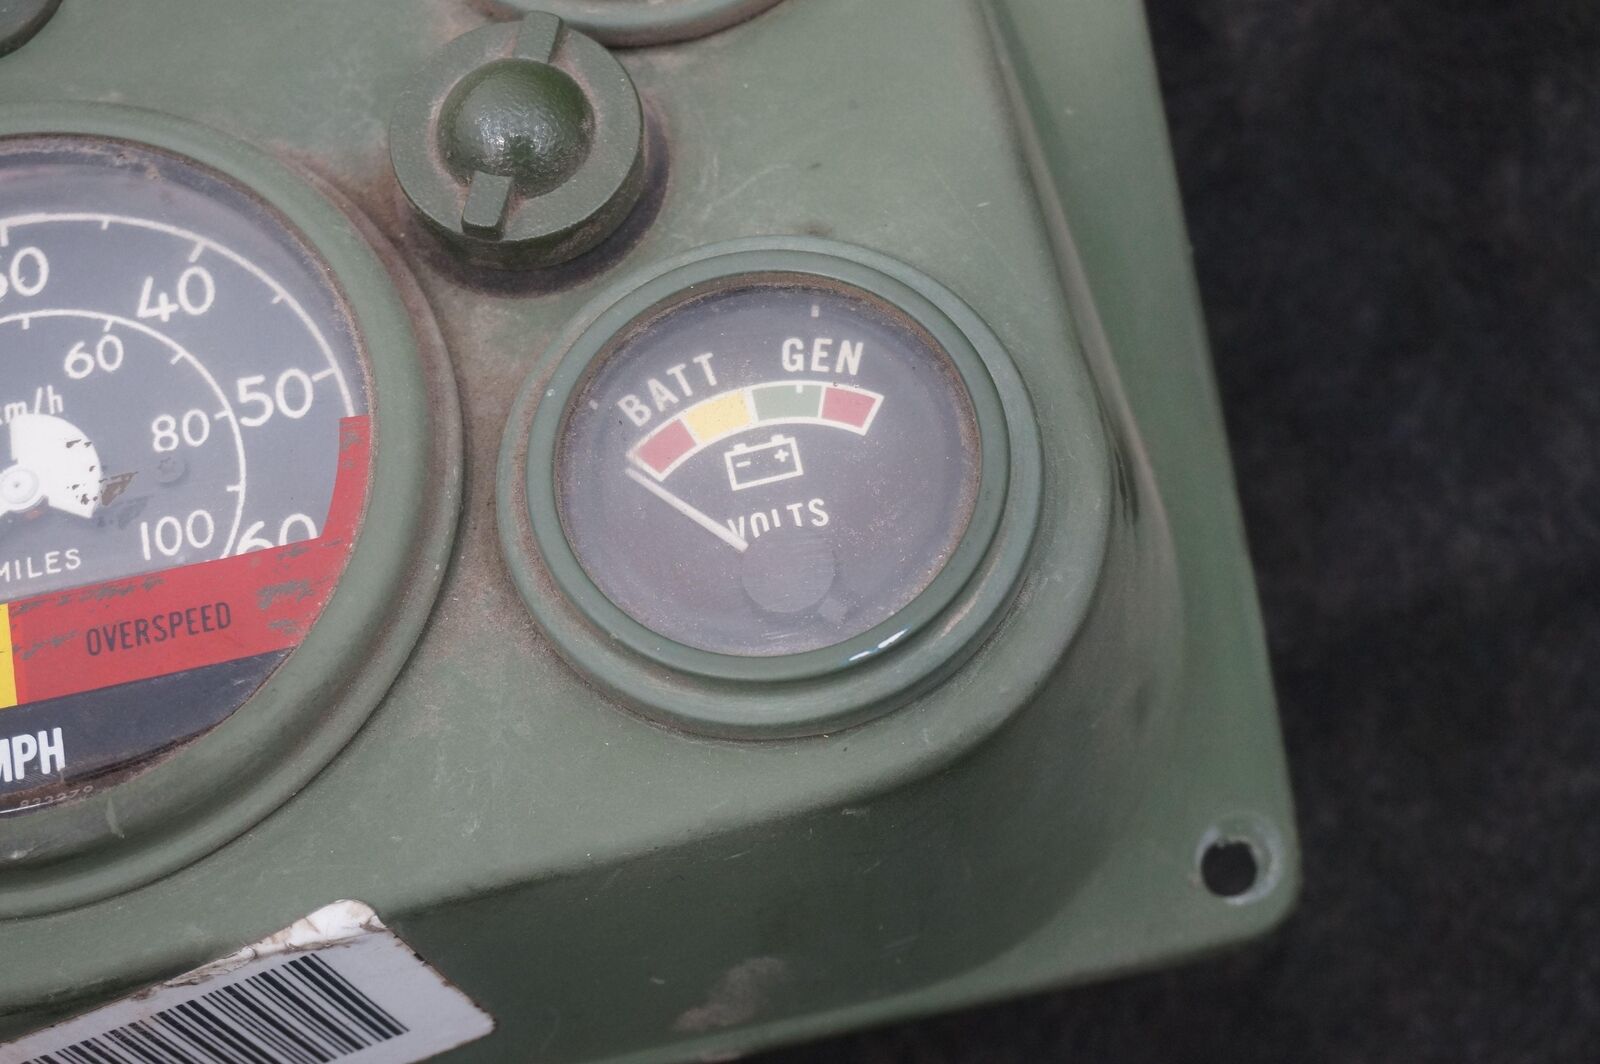 40
60
km/h
50
80
100
60
MILES
OVERSPEED
MPH
BATT GEN
- +
VOLTS